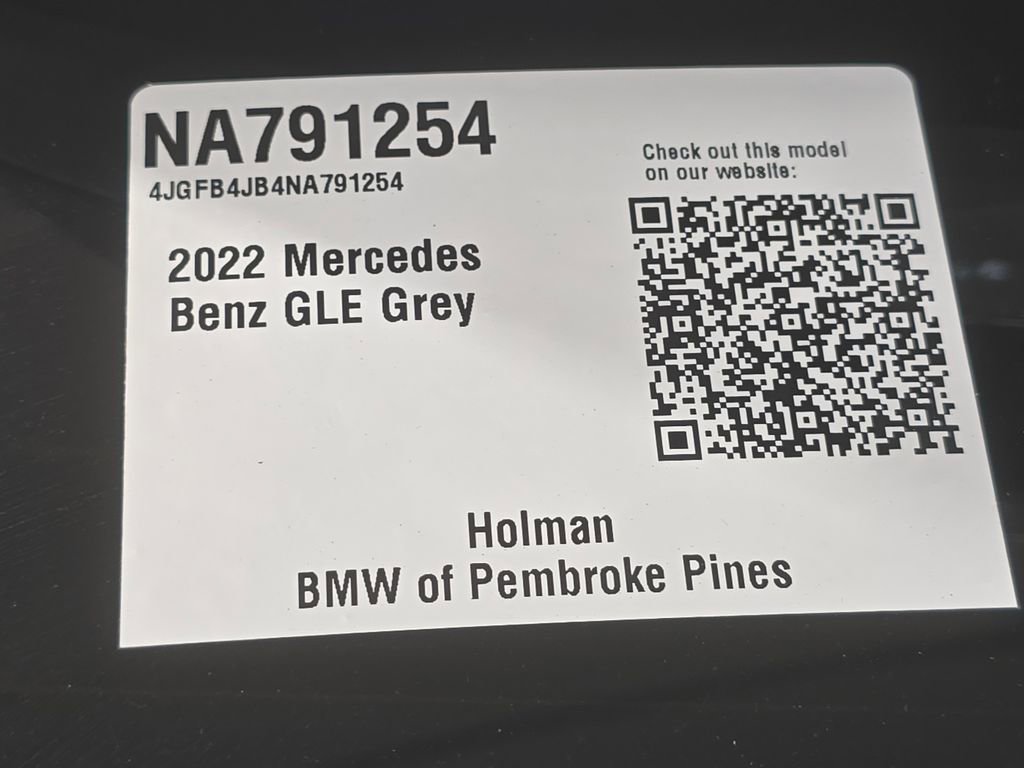 NA791254
4JGFB4JB4NA791254
2022 Mercedes
Benz GLE Grey
Check out this model
on our website:
Holman
BMW of Pembroke Pines